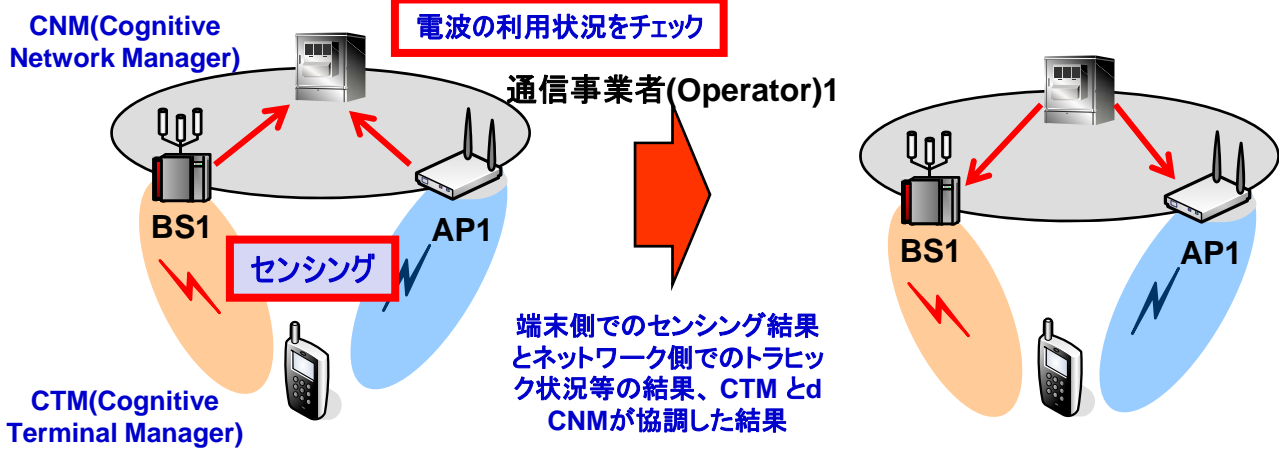 CNM(Cognitive
Network Manager)
電波の利用状況をチェック
通信事業者(Operator)1
BS1
AP1
センシング
BS1
AP1
端末側でのセンシング結果
とネットワーク側でのトラヒッ
ク状況等の結果、CTM とd
CNMが協調した結果
CTM(Cognitive
Terminal Manager)